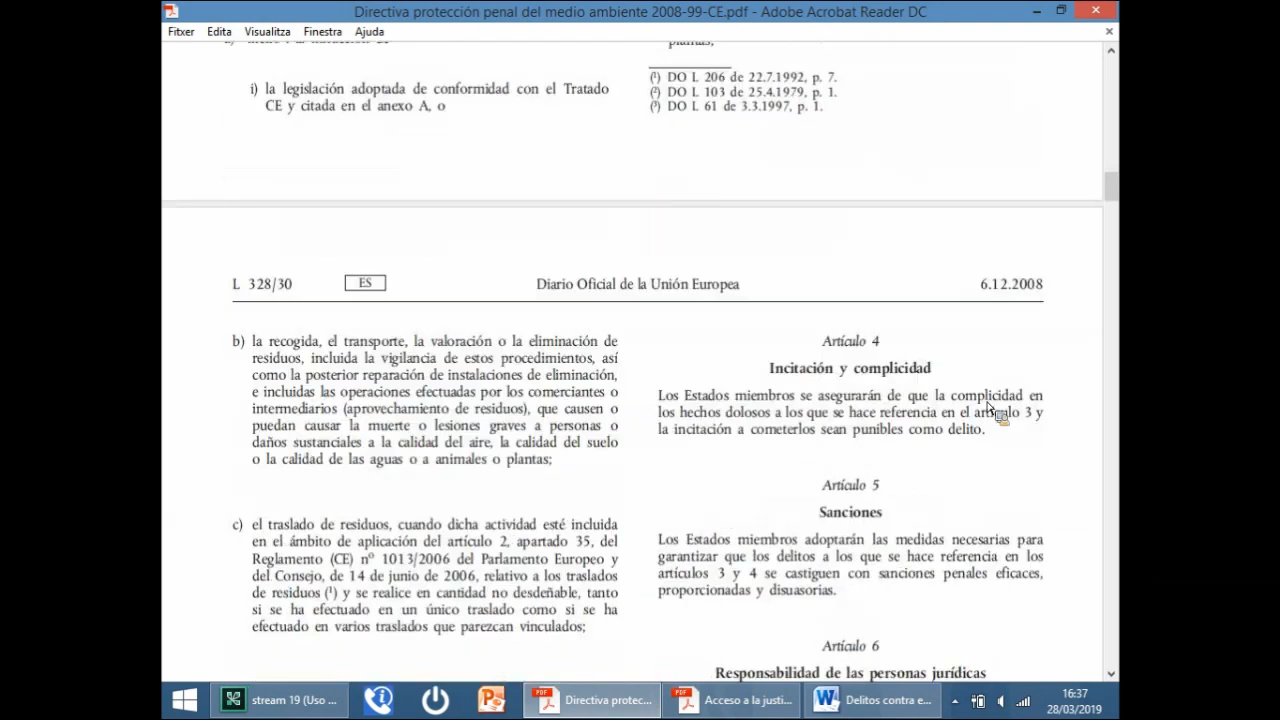 Directiva protección penal del medio ambiente 2008-99-CE.pdf - Adobe Acrobat Reader DC
Fitxer Edita Visualitza Finestra Ajuda
plantas;
i) la legislación adoptada de conformidad con el Tratado
CE y citada en el anexo A, o
(¹) DO L 206 de 22.7.1992, p. 7.
(²) DO L 103 de 25.4.1979, p. 1.
(³) DO L 61 de 3.3.1997, p. 1.
L 328/30 ES Diario Oficial de la Unión Europea 6.12.2008
b) la recogida, el transporte, la valoración o la eliminación de
residuos, incluida la vigilancia de estos procedimientos, así
como la posterior reparación de instalaciones de eliminación,
e incluidas las operaciones efectuadas por los comerciantes o
intermediarios (aprovechamiento de residuos), que causen o
puedan causar la muerte o lesiones graves a personas o
daños sustanciales a la calidad del aire, la calidad del suelo
o la calidad de las aguas o a animales o plantas;
c) el traslado de residuos, cuando dicha actividad esté incluida
en el ámbito de aplicación del artículo 2, apartado 35, del
Reglamento (CE) nº 1013/2006 del Parlamento Europeo y
del Consejo, de 14 de junio de 2006, relativo a los traslados
de residuos (¹) y se realice en cantidad no desdeñable, tanto
si se ha efectuado en un único traslado como si se ha
efectuado en varios traslados que parezcan vinculados;
Artículo 4
Incitación y complicidad
Los Estados miembros se asegurarán de que la complicidad en
los hechos dolosos a los que se hace referencia en el artículo 3 y
la incitación a cometerlos sean punibles como delito.
Artículo 5
Sanciones
Los Estados miembros adoptarán las medidas necesarias para
garantizar que los delitos a los que se hace referencia en los
artículos 3 y 4 se castiguen con sanciones penales eficaces,
proporcionadas y disuasorias.
Artículo 6
Responsabilidad de las personas jurídicas
stream 19 (Uso ... Directiva protec... Acceso a la justi... Delitos contra e... 16:37
28/03/2019